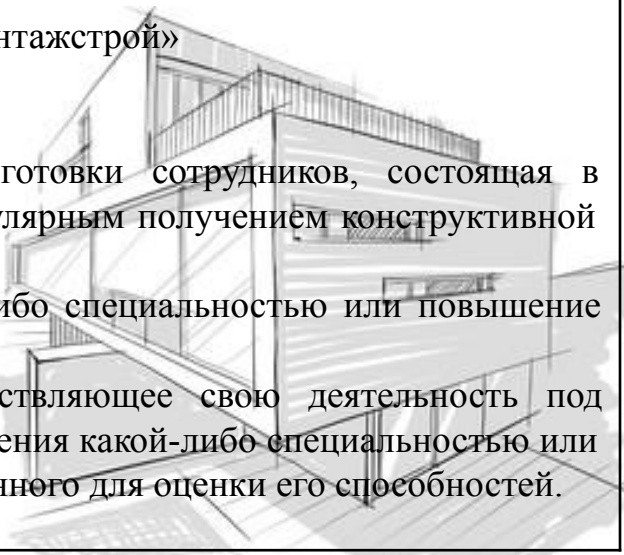 нтажстрой»
готовки сотрудников, состоящая в
улярным получением конструктивной
ибо специальностью или повышение
ствляющее свою деятельность под
ения какой-либо специальностью или
нного для оценки его способностей.